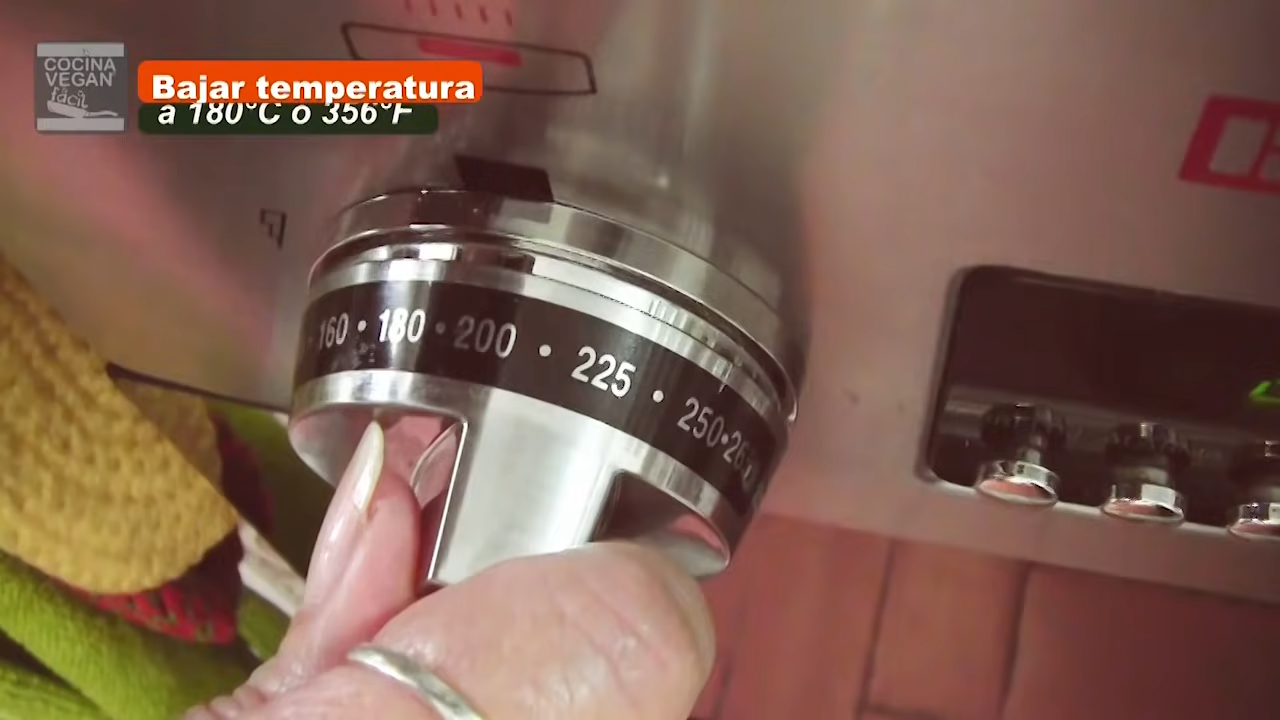 COCINA
VEGAN
fácil
Bajar temperatura
a 180°C o 356°F
160 • 180 • 200 • 225 • 250 •